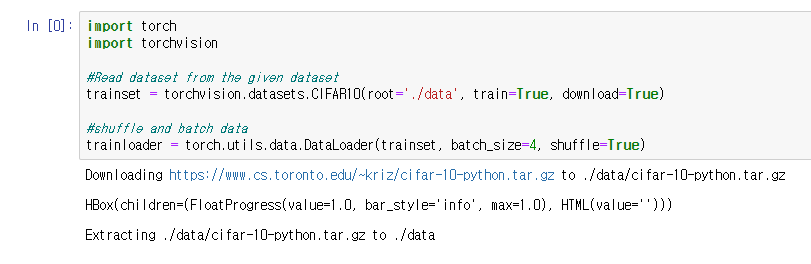 In [0]: import torch
import torchvision
#Read dataset from the given dataset
trainset = torchvision.datasets.CIFAR10(root='./data', train=True, download=True)
#shuffle and batch data
trainloader = torch.utils.data.DataLoader(trainset, batch_size=4, shuffle=True)
Downloading https://www.cs.toronto.edu/~kriz/cifar-10-python.tar.gz to ./data/cifar-10-python.tar.gz
HBox(children=(FloatProgress(value=1.0, bar_style='info', max=1.0), HTML(value='')))
Extracting ./data/cifar-10-python.tar.gz to ./data